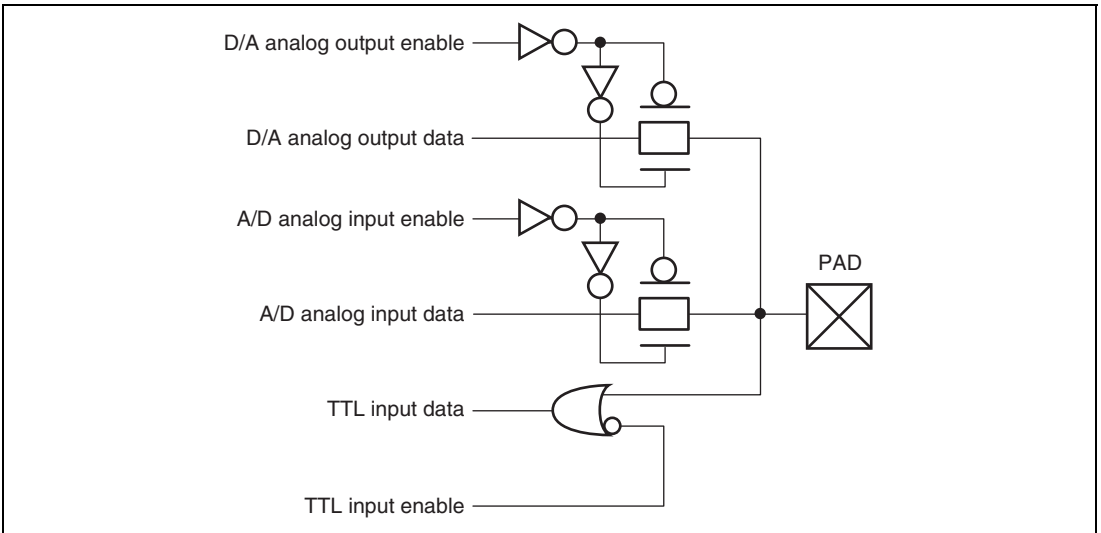 D/A analog output enable
D/A analog output data
A/D analog input enable
PAD
A/D analog input data
TTL input data
TTL input enable